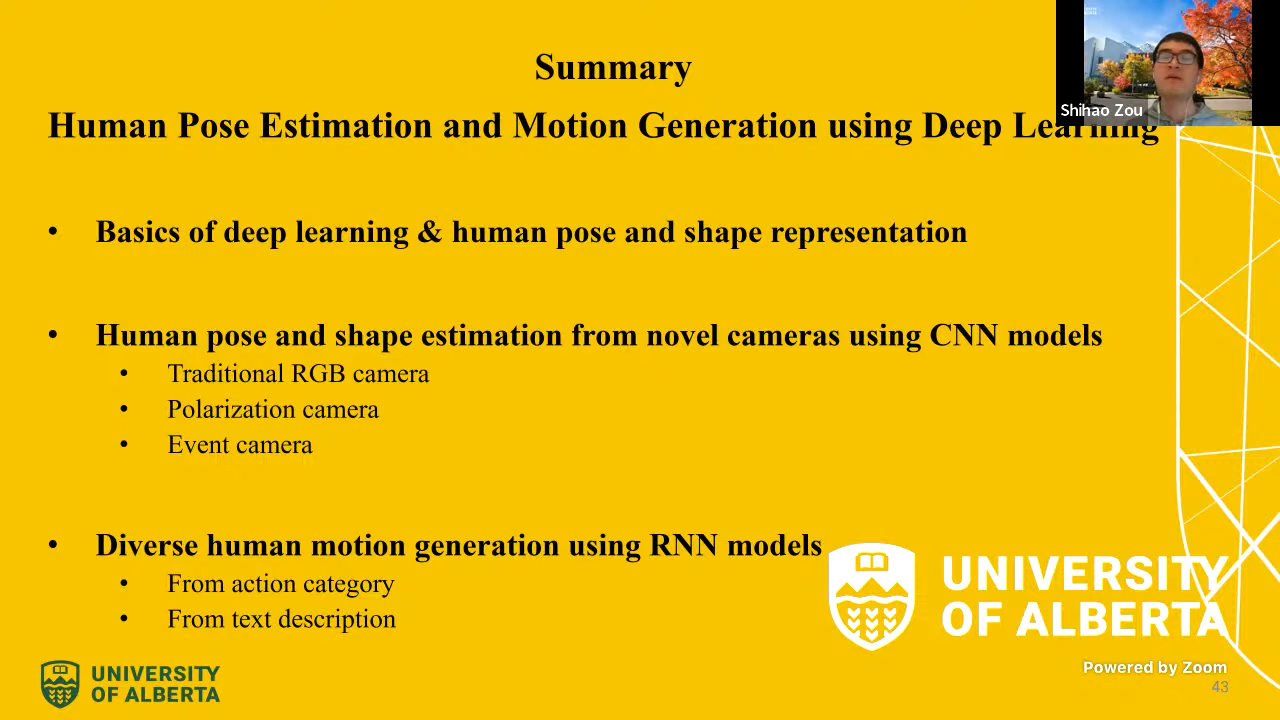 Summary
Human Pose Estimation and Motion Generation using Deep Learning
Shihao Zou
• Basics of deep learning & human pose and shape representation
• Human pose and shape estimation from novel cameras using CNN models
• Traditional RGB camera
• Polarization camera
• Event camera
• Diverse human motion generation using RNN models
• From action category
• From text description
UNIVERSITY
OF ALBERTA
UNIVERSITY
OF ALBERTA
Powered by Zoom
43